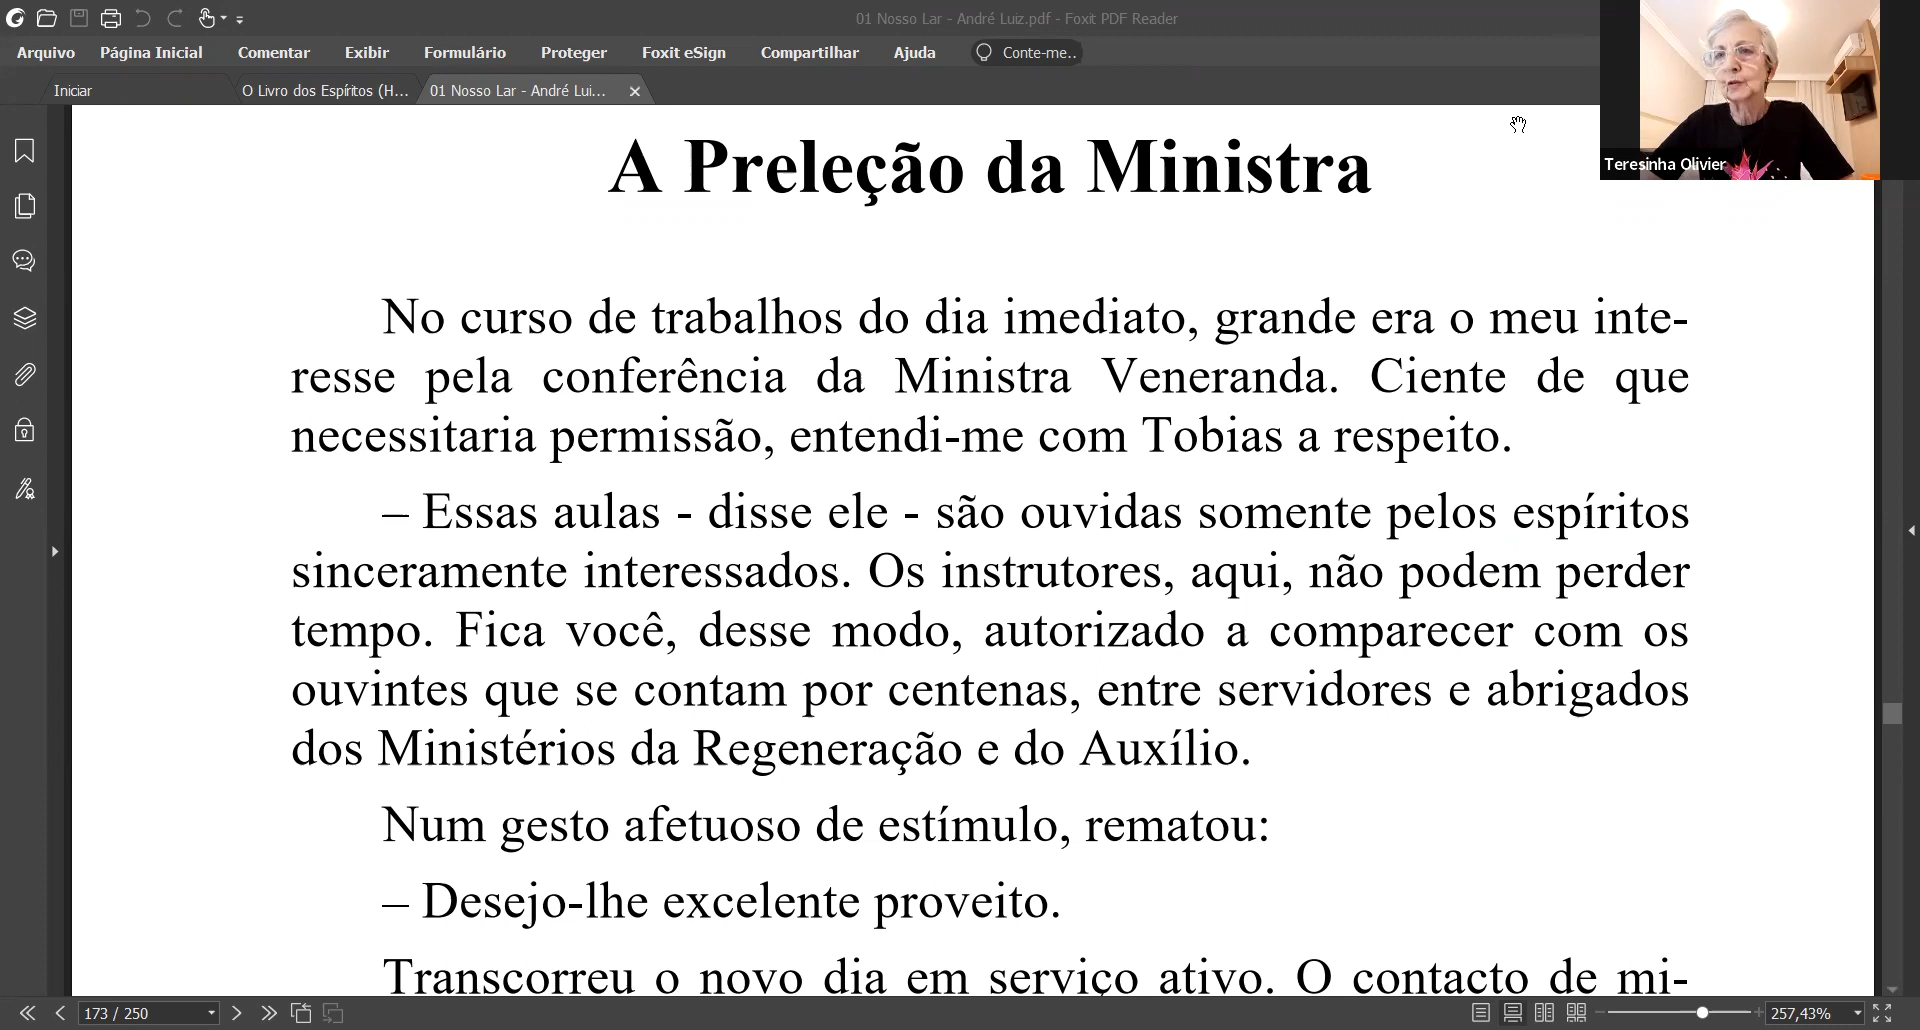 01 Nosso Lar - André Luiz.pdf - Foxit PDF Reader
Arquivo Página Inicial Comentar Exibir Formulário Proteger Foxit eSign Compartilhar Ajuda Conte-me..
Iniciar O Livro dos Espíritos (H... 01 Nosso Lar - André Lui...
Teresinha Olivier
A Preleção da Ministra
No curso de trabalhos do dia imediato, grande era o meu inte-
resse pela conferência da Ministra Veneranda. Ciente de que
necessitaria permissão, entendi-me com Tobias a respeito.
– Essas aulas - disse ele - são ouvidas somente pelos espíritos
sinceramente interessados. Os instrutores, aqui, não podem perder
tempo. Fica você, desse modo, autorizado a comparecer com os
ouvintes que se contam por centenas, entre servidores e abrigados
dos Ministérios da Regeneração e do Auxílio.
Num gesto afetuoso de estímulo, rematou:
– Desejo-lhe excelente proveito.
Transcorreu o novo dia em serviço ativo. O contacto de mi-
173 / 250
257,43%